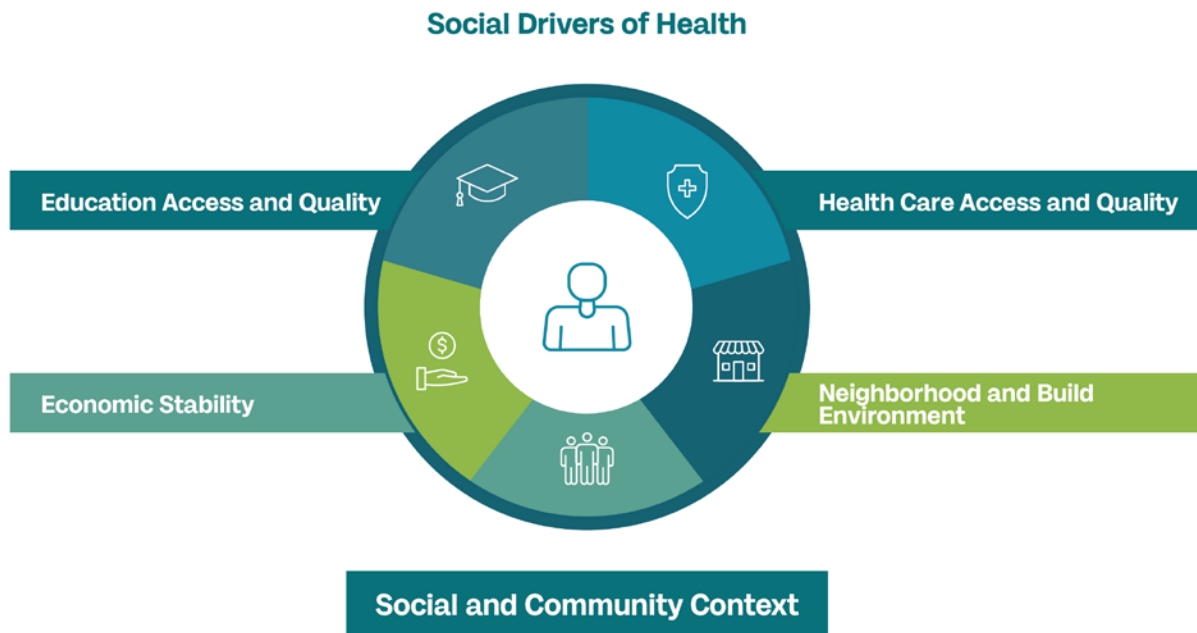 Social Drivers of Health
Education Access and Quality
Health Care Access and Quality
$
Economic Stability
Neighborhood and Build
Environment
Social and Community Context